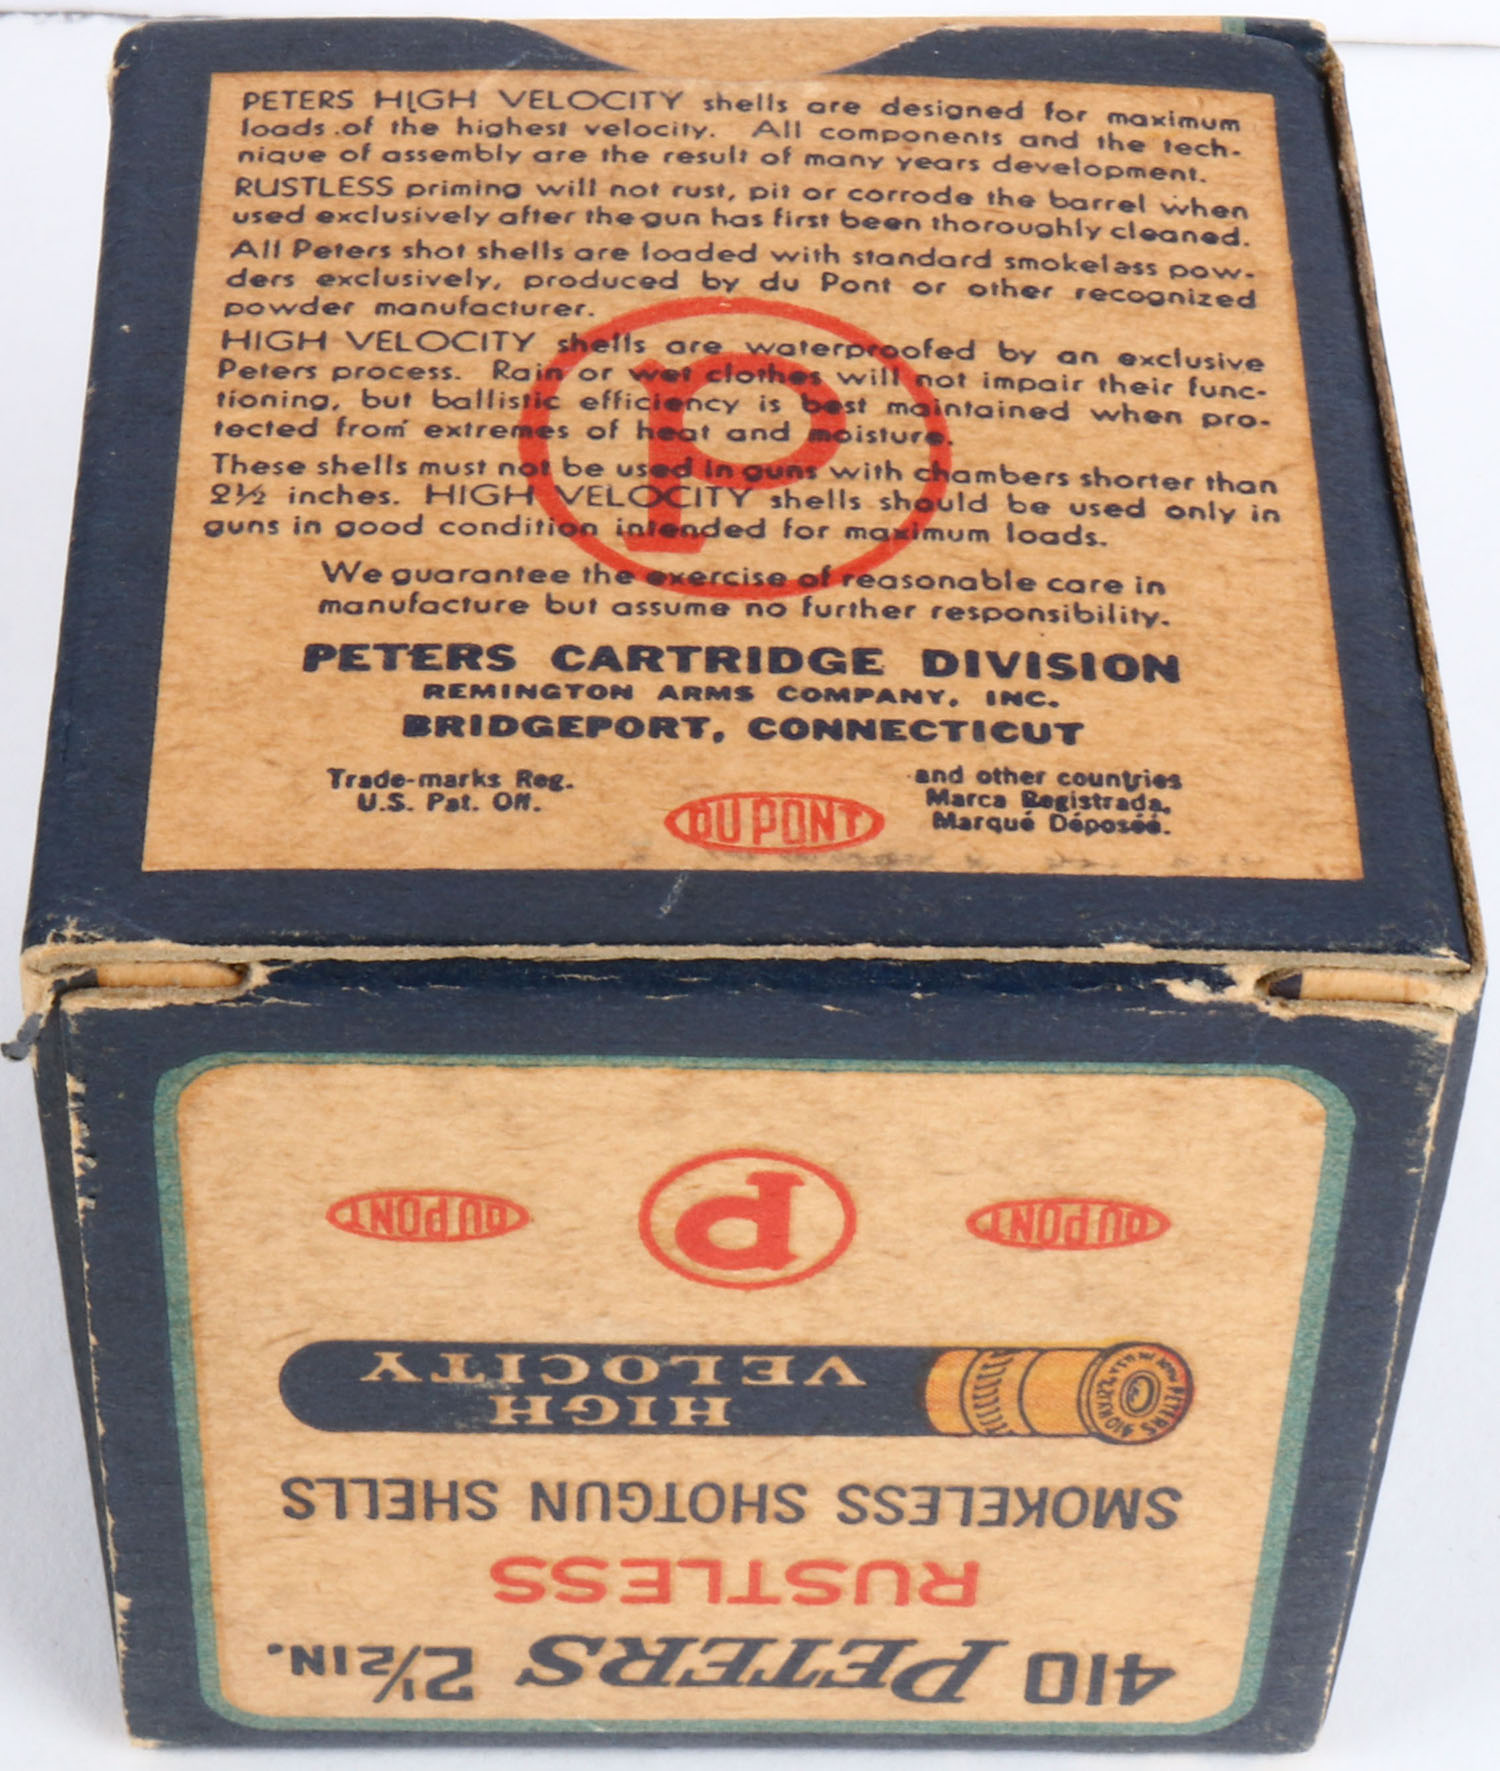 PETERS HIGH VELOCITY shells are designed for maximum
loads of the highest velocity. All components and the tech-
nique of assembly are the result of many years development.
RUSTLESS priming will not rust, pit or corrode the barrel when
used exclusively after the gun has first been thoroughly cleaned.
All Peters shot shells are loaded with standard smokeless pow-
ders exclusively, produced by du Pont or other recognized
powder manufacturer.
HIGH VELOCITY shells are waterproofed by an exclusive
Peters process. Rain or wet clothes will not impair their func-
tioning, but ballistic efficiency is best maintained when pro-
tected from extremes of heat and moisture.
These shells must not be used in guns with chambers shorter than
2½ inches. HIGH VELOCITY shells should be used only in
guns in good condition intended for maximum loads.
P
We guarantee the exercise of reasonable care in
manufacture but assume no further responsibility.
PETERS CARTRIDGE DIVISION
REMINGTON ARMS COMPANY, INC.
BRIDGEPORT, CONNECTICUT
Trade-marks Reg.
U.S. Pat. Off.
DU PONT
and other countries
Marca Registrada,
Marqué Déposéé.
410 PETERS 2½ IN.
RUSTLESS
SMOKELESS SHOTGUN SHELLS
HIGH
VELOCITY
PETERS 410
DU PONT
P
DU PONT